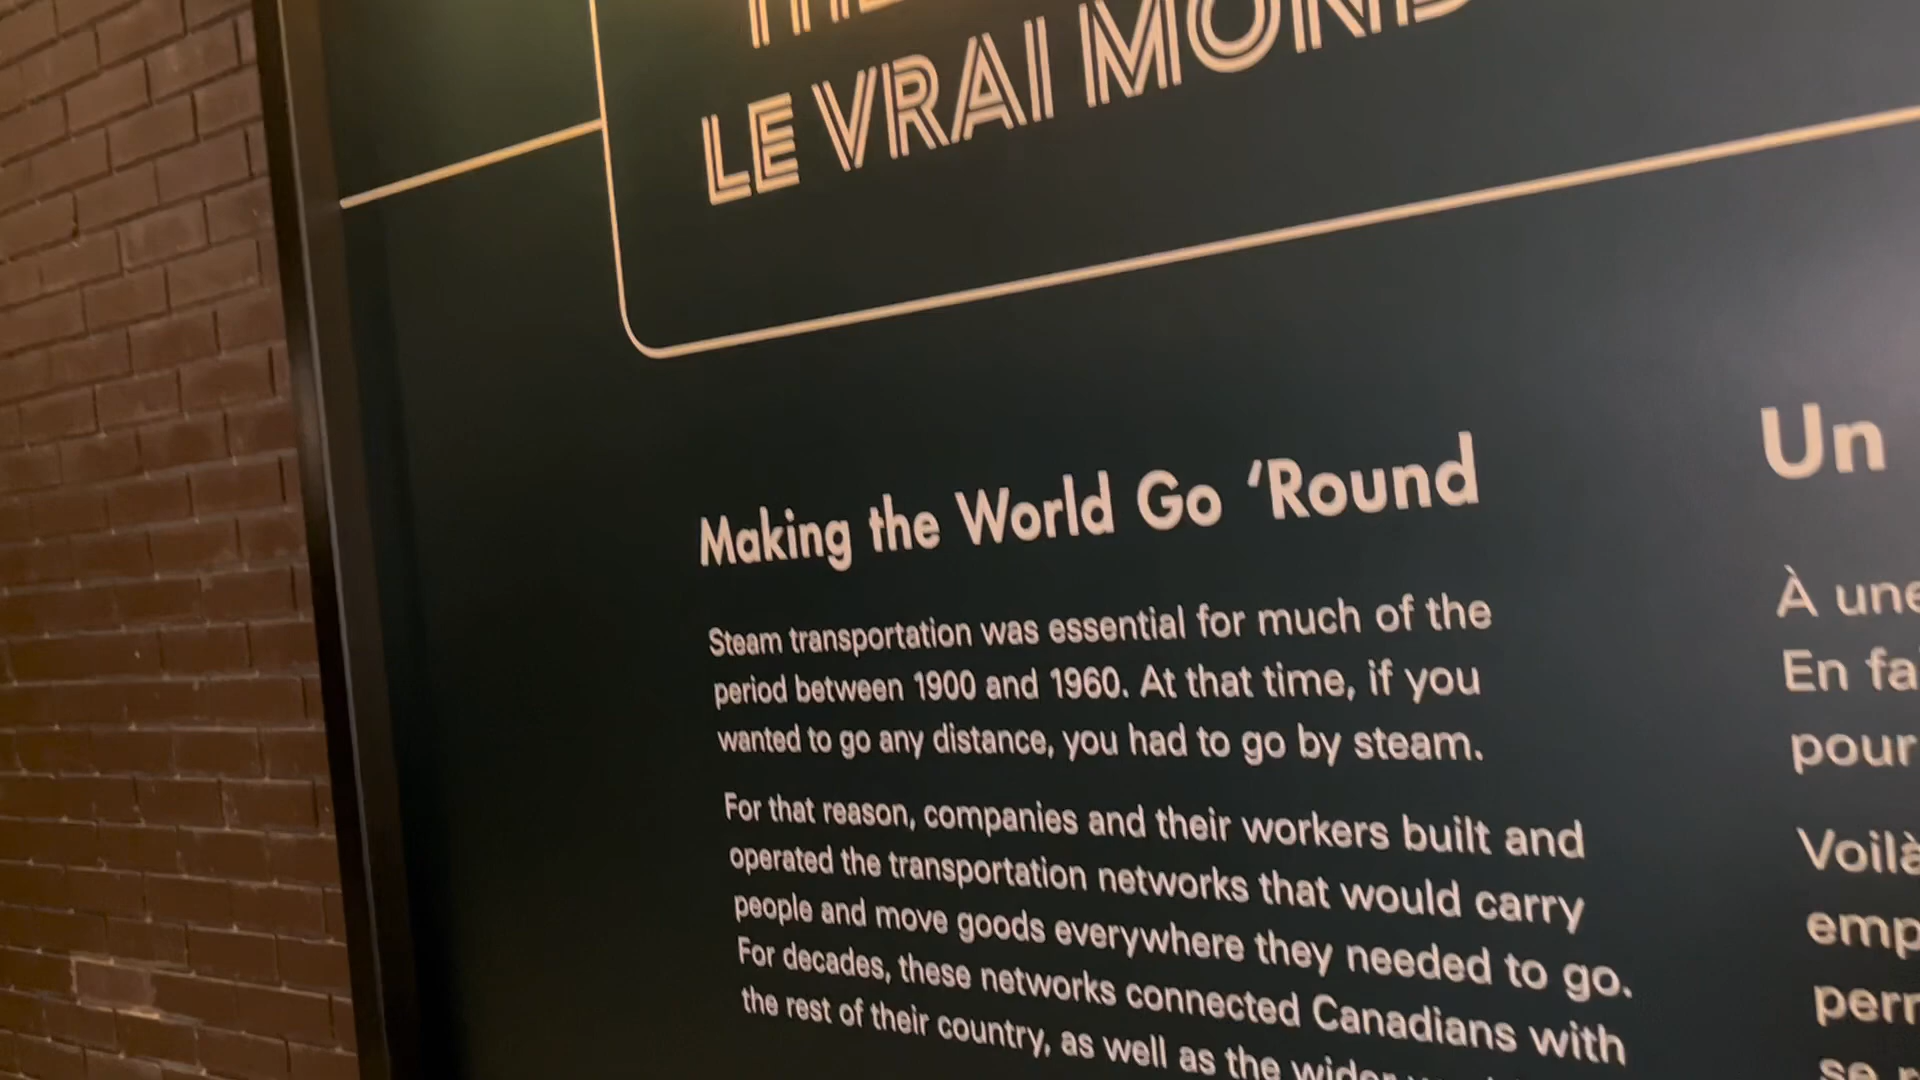 LE VRAI
Making the World Go ‘Round
Steam transportation was essential for much of the
period between 1900 and 1960. At that time, if you
wanted to go any distance, you had to go by steam.
For that reason, companies and their workers built and
operated the transportation networks that would carry
people and move goods everywhere they needed to go.
For decades, these networks connected Canadians with
the rest of their country, as well as the wider
Un
À une
En
pour
Voilà